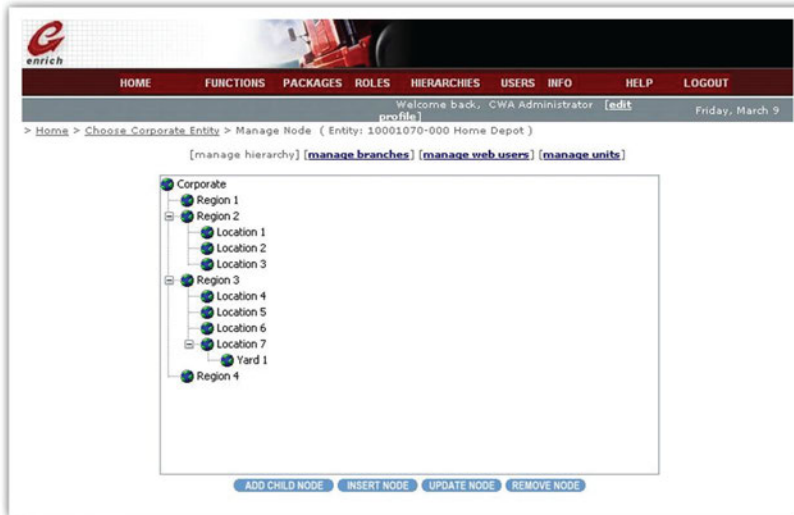 enrich
HOME FUNCTIONS PACKAGES ROLES HIERARCHIES USERS INFO HELP LOGOUT
Welcome back, CWA Administrator [edit profile] Friday, March 9
> Home > Choose Corporate Entity > Manage Node ( Entity: 10001070-000 Home Depot )
[manage hierarchy] [manage branches] [manage web users] [manage units]
Corporate
Region 1
Region 2
Location 1
Location 2
Location 3
Region 3
Location 4
Location 5
Location 6
Location 7
Yard 1
Region 4
ADD CHILD NODE INSERT NODE UPDATE NODE REMOVE NODE